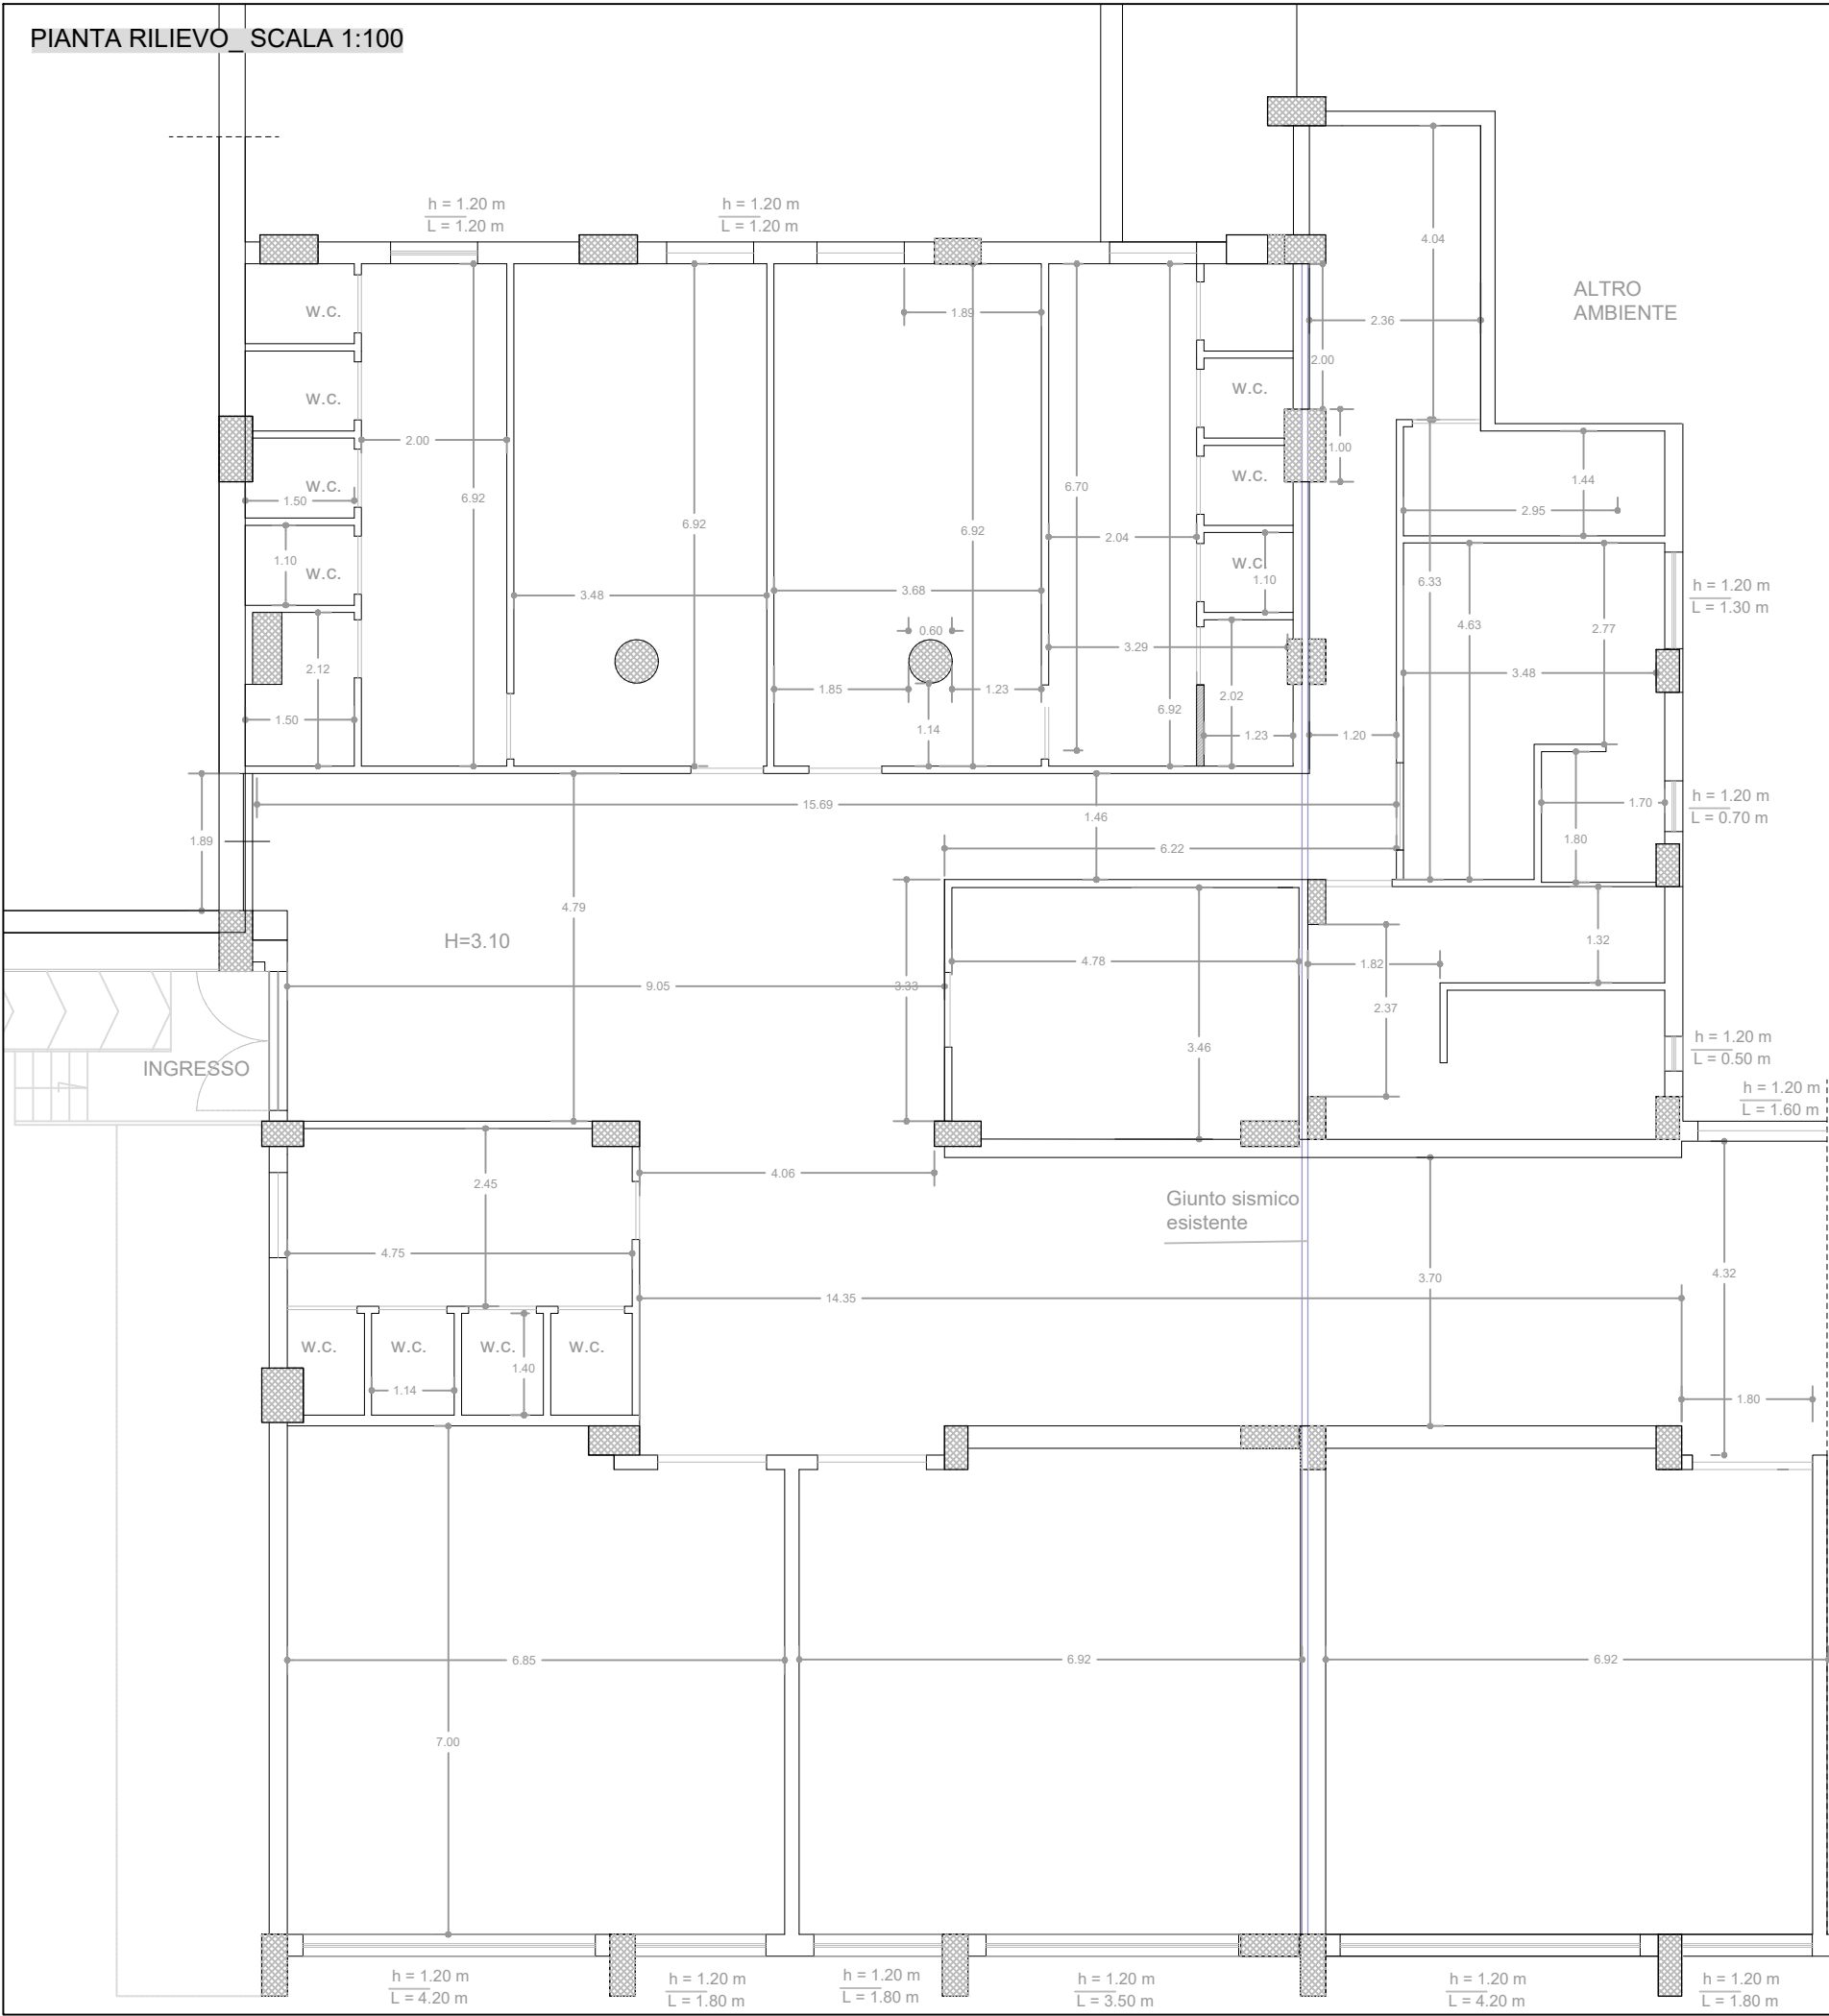 PIANTA RILIEVO_ SCALA 1:100
h = 1.20 m
L = 1.20 m
h = 1.20 m
L = 1.20 m
4.04
ALTRO
AMBIENTE
w.c.
1.89
2.36
2.00
w.c.
w.c.
2.00
1.00
w.c.
1.50
6.92
6.92
6.92
6.70
w.c.
1.44
2.95
2.04
1.10
w.c.
w.c.
1.10
6.33
h = 1.20 m
L = 1.30 m
3.48
3.68
4.63
2.77
0.60
3.29
2.12
3.48
1.85
1.23
2.02
1.50
1.14
6.92
1.23
1.20
15.69
1.46
1.70
h = 1.20 m
L = 0.70 m
1.89
6.22
1.80
4.79
H=3.10
1.32
4.78
1.82
9.05
3.33
2.37
3.46
h = 1.20 m
L = 0.50 m
INGRESSO
h = 1.20 m
L = 1.60 m
2.45
4.06
Giunto sismico
esistente
4.75
3.70
4.32
14.35
w.c.
w.c.
w.c.
w.c.
1.40
1.14
1.80
6.85
6.92
6.92
7.00
h = 1.20 m
L = 4.20 m
h = 1.20 m
L = 1.80 m
h = 1.20 m
L = 1.80 m
h = 1.20 m
L = 3.50 m
h = 1.20 m
L = 4.20 m
h = 1.20 m
L = 1.80 m